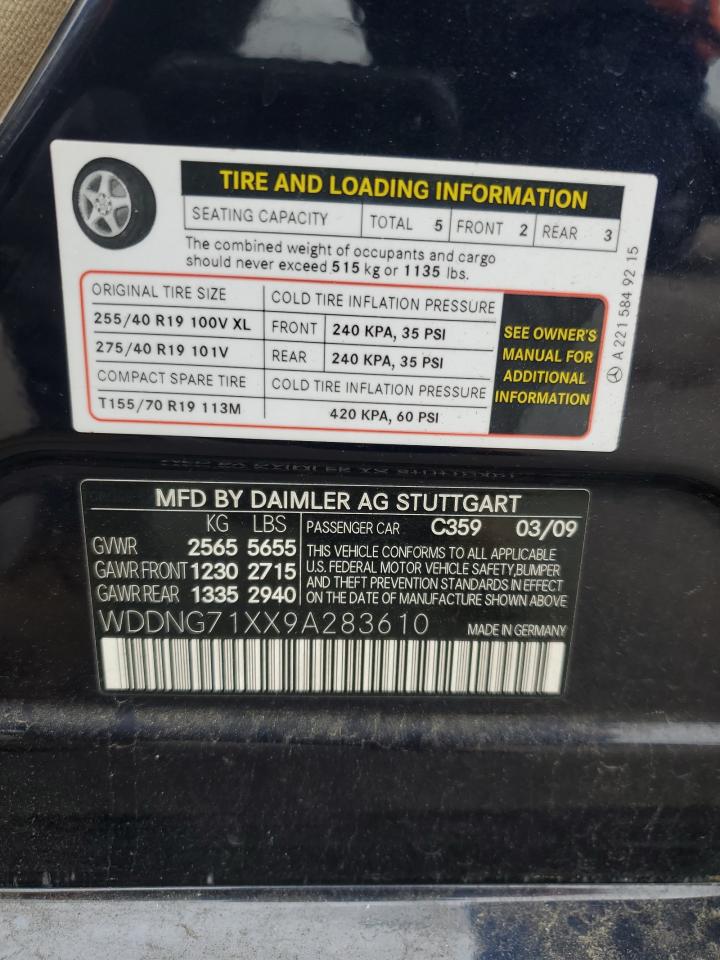 TIRE AND LOADING INFORMATION
SEATING CAPACITY TOTAL 5 FRONT 2 REAR 3
The combined weight of occupants and cargo
should never exceed 515 kg or 1135 lbs.
ORIGINAL TIRE SIZE COLD TIRE INFLATION PRESSURE
255/40 R19 100V XL FRONT 240 KPA, 35 PSI
275/40 R19 101V REAR 240 KPA, 35 PSI
COMPACT SPARE TIRE COLD TIRE INFLATION PRESSURE
T155/70 R19 113M 420 KPA, 60 PSI
SEE OWNER'S
MANUAL FOR
ADDITIONAL
INFORMATION
A 221 584 92 15
MFD BY DAIMLER AG STUTTGART
KG LBS
GVWR 2565 5655
GAWR FRONT 1230 2715
GAWR REAR 1335 2940
PASSENGER CAR C359 03/09
THIS VEHICLE CONFORMS TO ALL APPLICABLE
U.S. FEDERAL MOTOR VEHICLE SAFETY,BUMPER
AND THEFT PREVENTION STANDARDS IN EFFECT
ON THE DATE OF MANUFACTURE SHOWN ABOVE
WDDNG71XX9A283610 MADE IN GERMANY